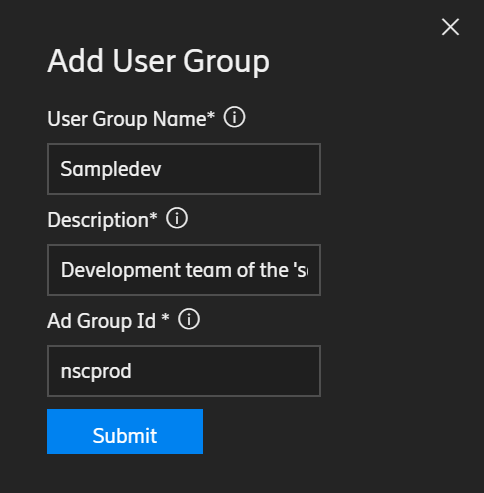 Add User Group
User Group Name*
Sampledev
Description*
Development team of the
Ad Group Id *
nscprod
Submit